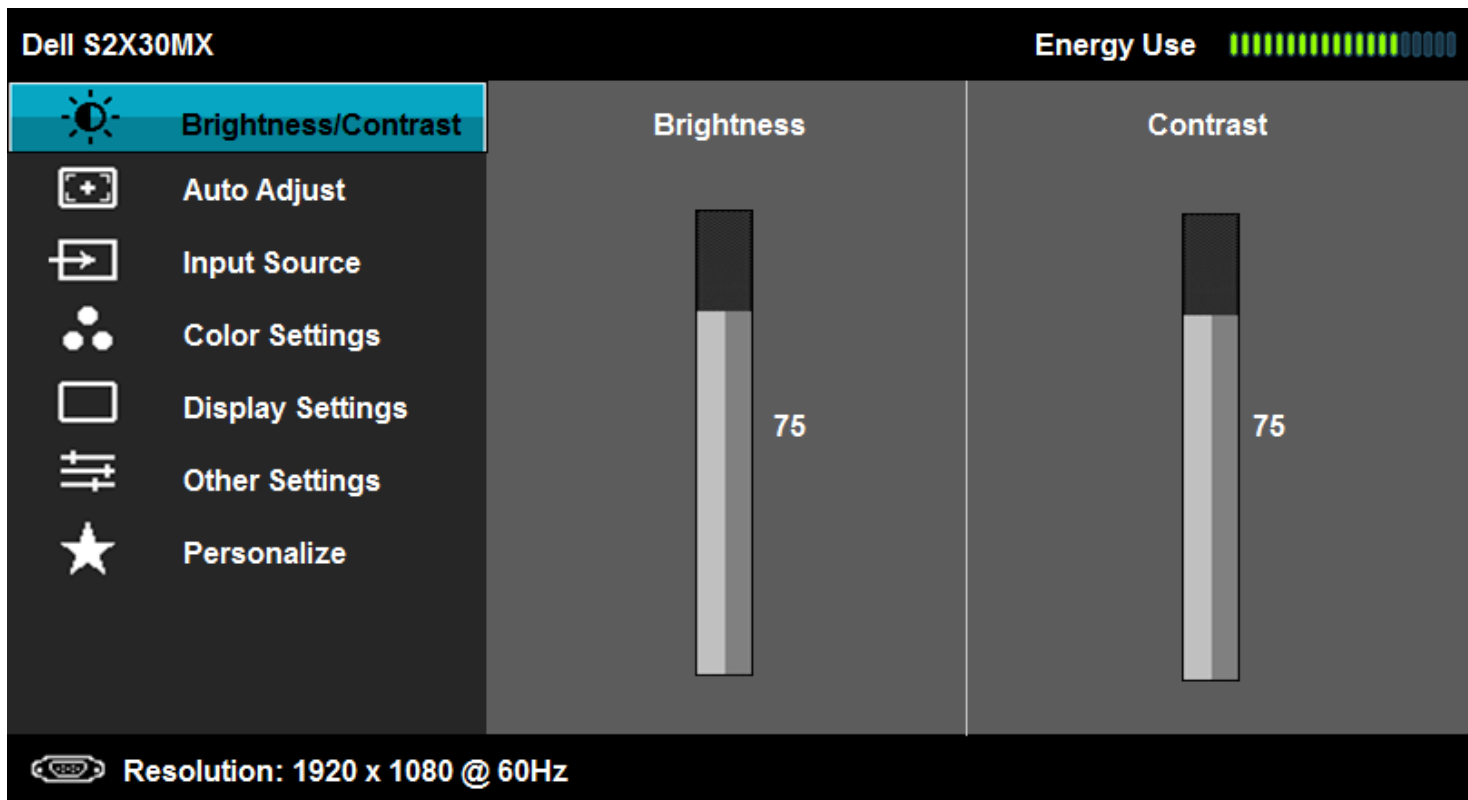 Dell S2X30MX
Energy Use
Brightness/Contrast
Auto Adjust
Input Source
Color Settings
Display Settings
Other Settings
Personalize
Brightness
75
Contrast
75
Resolution: 1920 x 1080 @ 60Hz